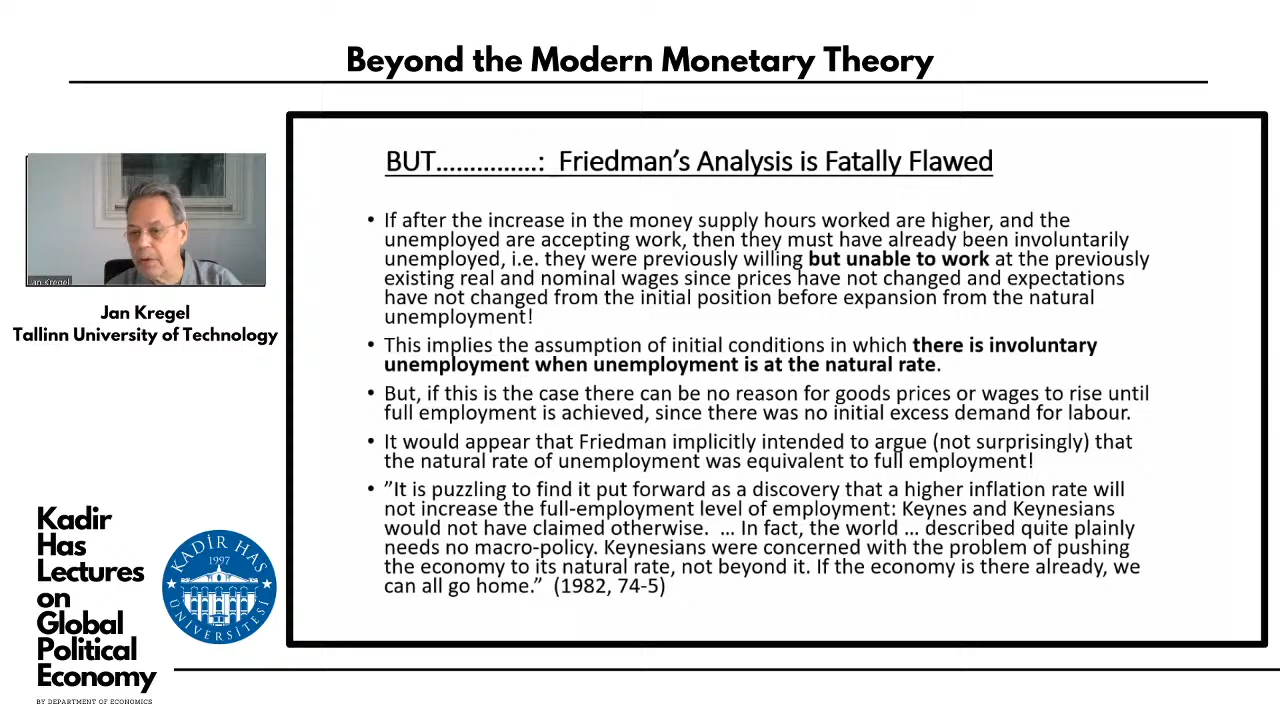 Beyond the Modern Monetary Theory
Jan Kregel
Jan Kregel
Tallinn University of Technology
BUT……………: Friedman's Analysis is Fatally Flawed
• If after the increase in the money supply hours worked are higher, and the
unemployed are accepting work, then they must have already been involuntarily
unemployed, i.e. they were previously willing but unable to work at the previously
existing real and nominal wages since prices have not changed and expectations
have not changed from the initial position before expansion from the natural
unemployment!
• This implies the assumption of initial conditions in which there is involuntary
unemployment when unemployment is at the natural rate.
• But, if this is the case there can be no reason for goods prices or wages to rise until
full employment is achieved, since there was no initial excess demand for labour.
• It would appear that Friedman implicitly intended to argue (not surprisingly) that
the natural rate of unemployment was equivalent to full employment!
• ”It is puzzling to find it put forward as a discovery that a higher inflation rate will
not increase the full-employment level of employment: Keynes and Keynesians
would not have claimed otherwise. … In fact, the world … described quite plainly
needs no macro-policy. Keynesians were concerned with the problem of pushing
the economy to its natural rate, not beyond it. If the economy is there already, we
can all go home.” (1982, 74-5)
Kadir
Has
Lectures
on
Global
Political
Economy
BY DEPARTMENT OF ECONOMICS
KADİR HAS
1997
ÜNİVERSİTESİ